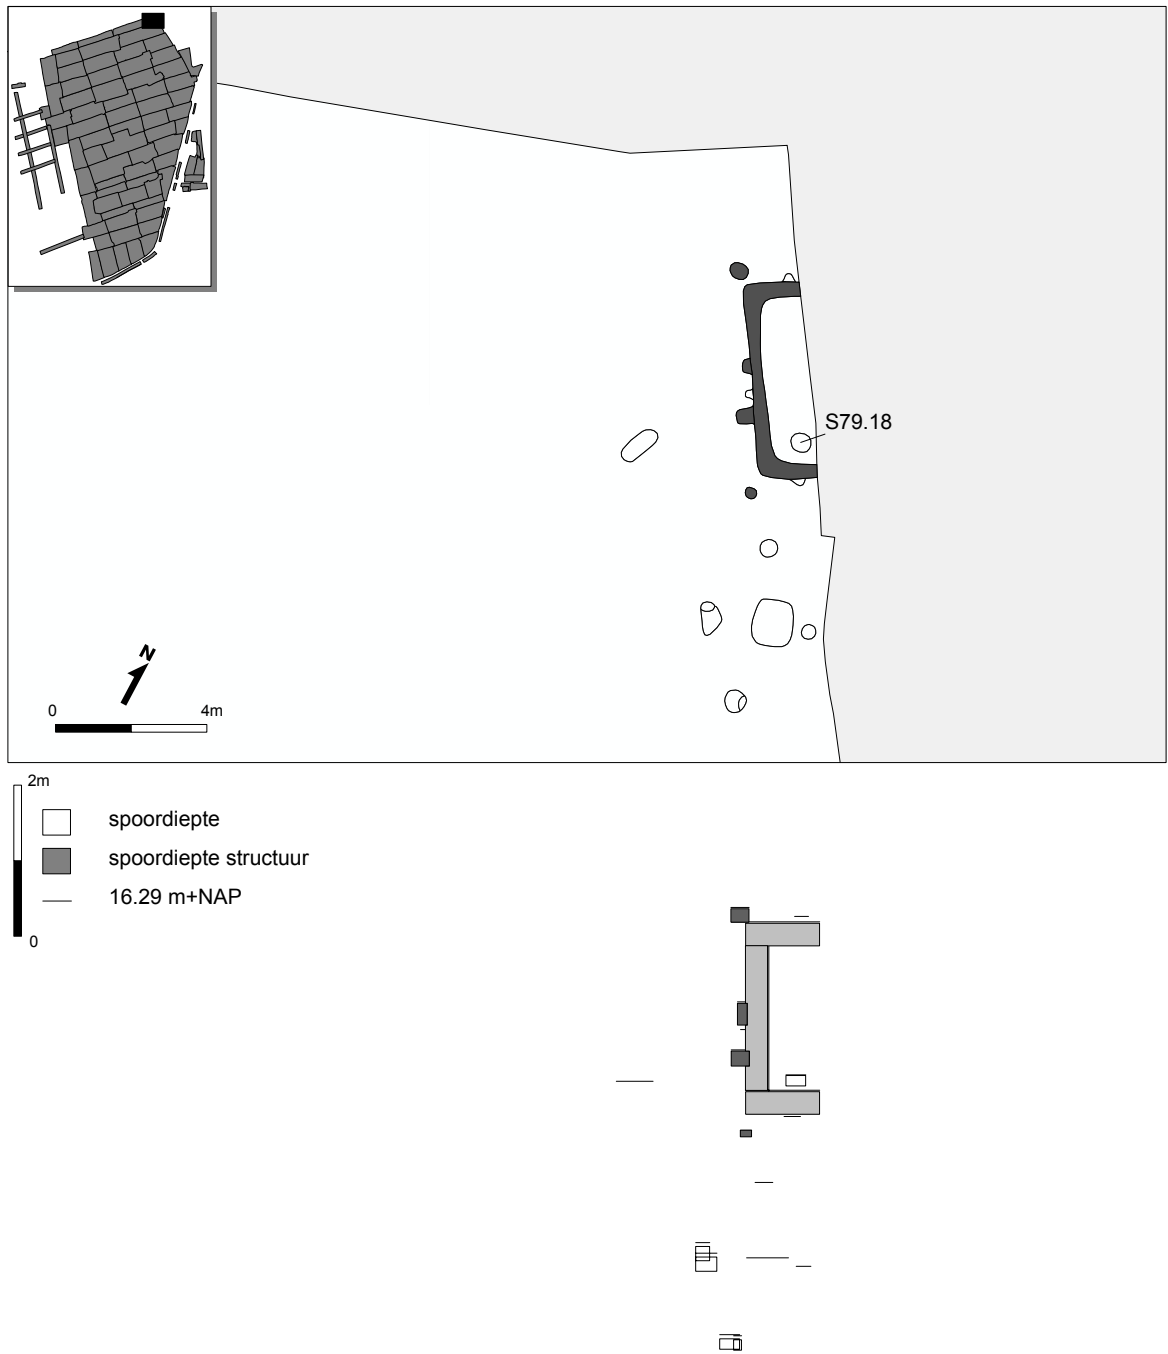 S79.18
N
0 4m
2m
spoordiepte
spoordiepte structuur
16.29 m+NAP
0